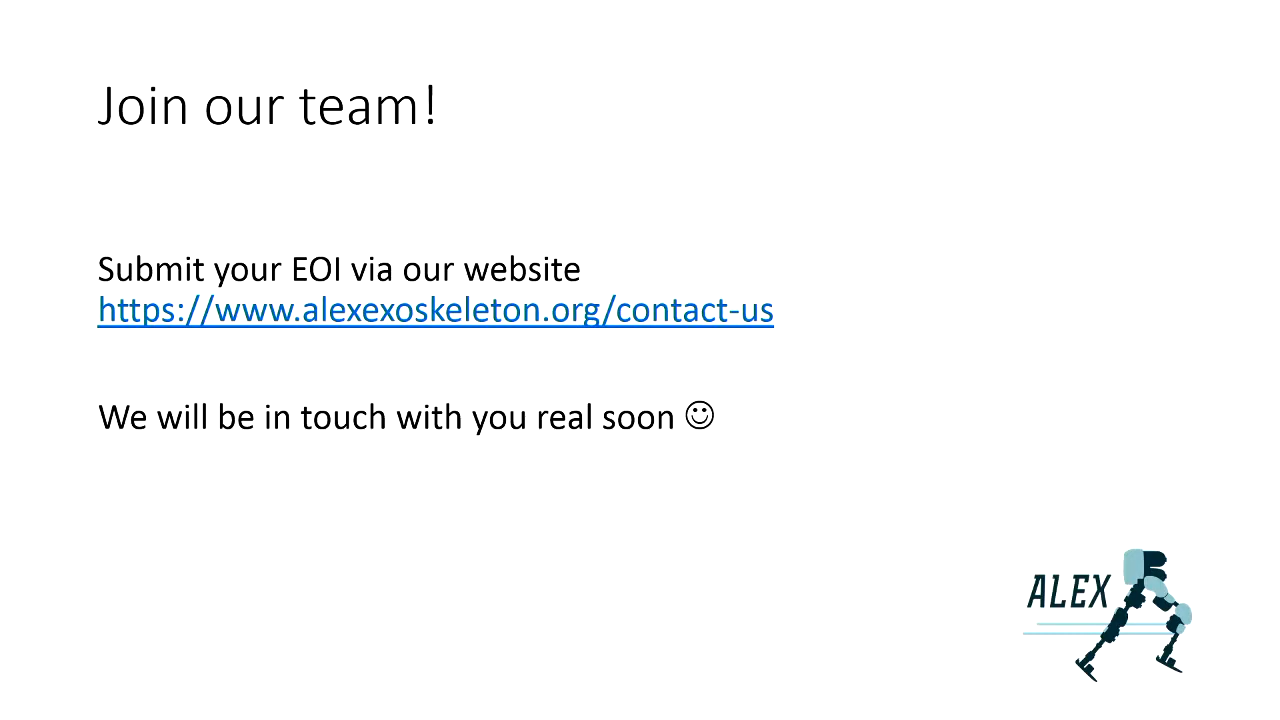 Join our team!
Submit your EOI via our website
https://www.alexexoskeleton.org/contact-us
We will be in touch with you real soon ☺
ALEX